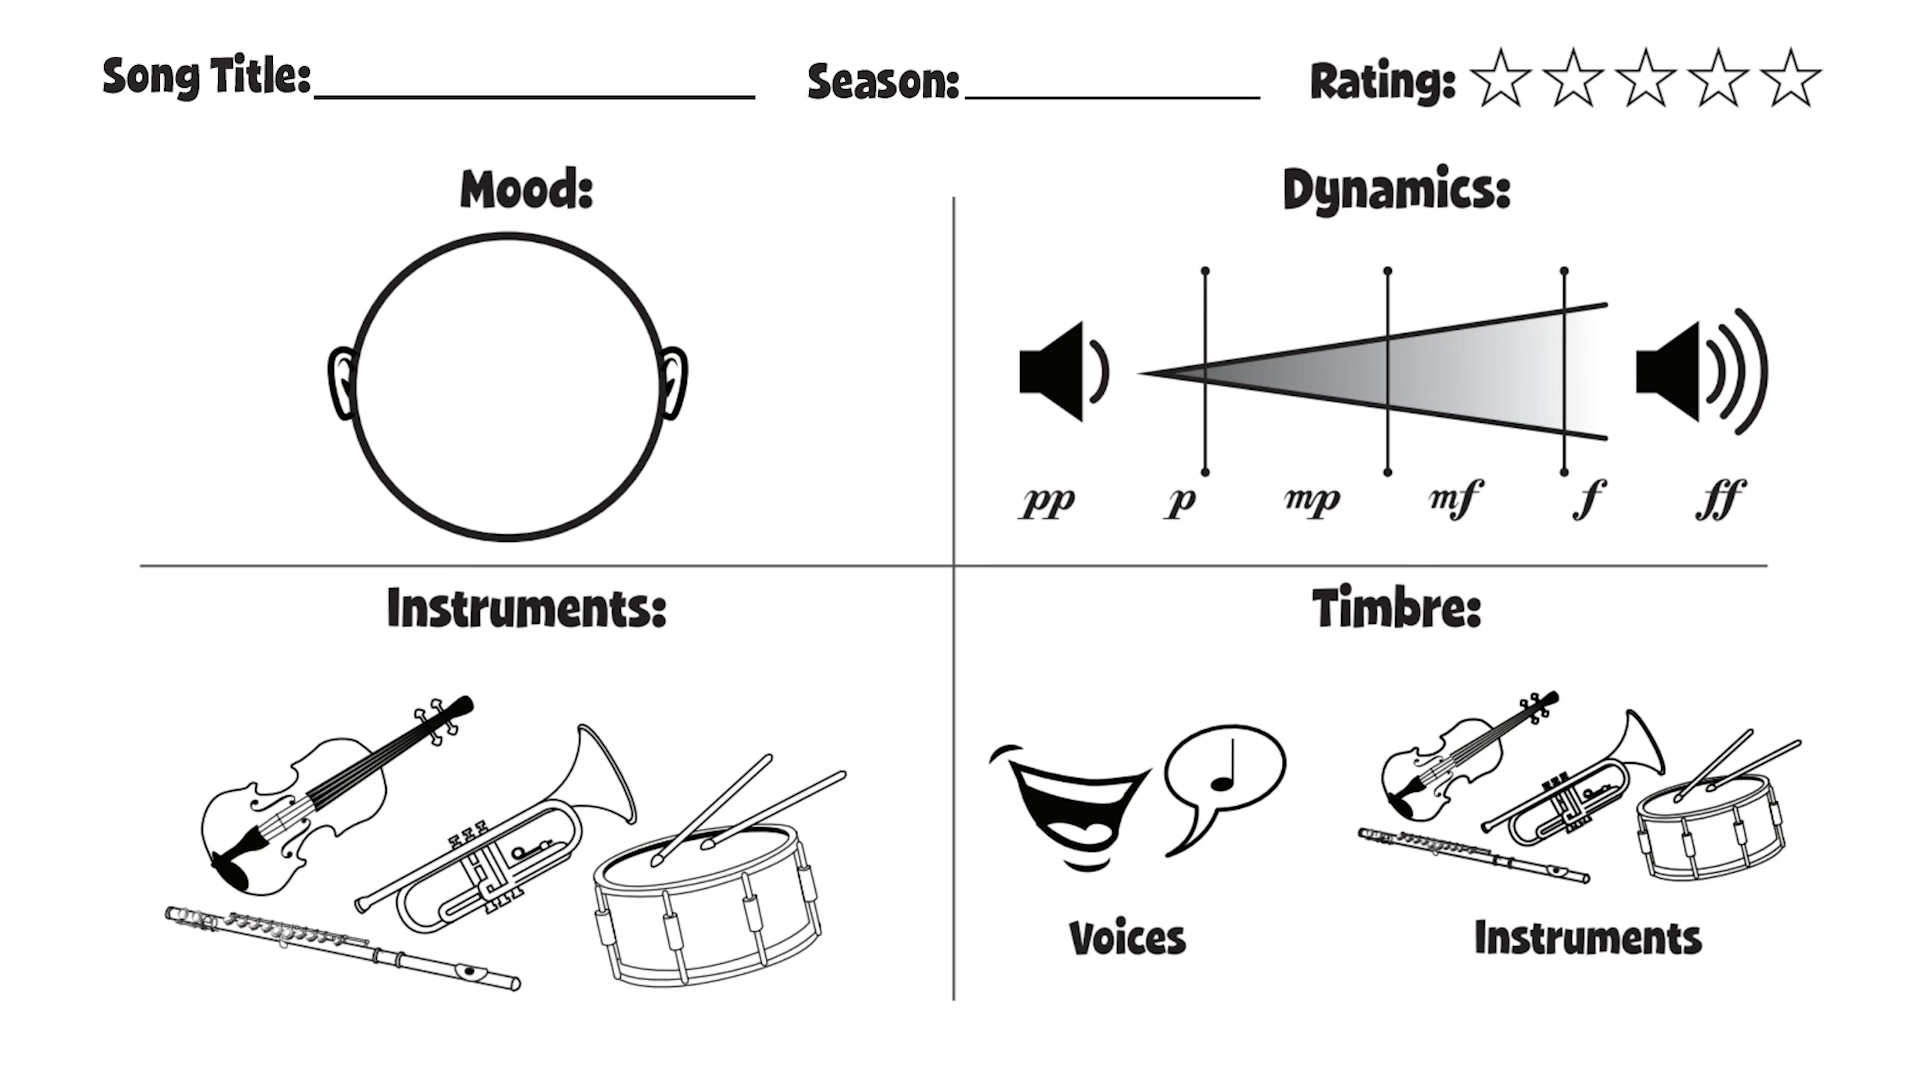 Song Title: Season: Rating:
Mood:
Dynamics:
pp p mp mf f ff
Instruments:
Timbre:
Voices
Instruments